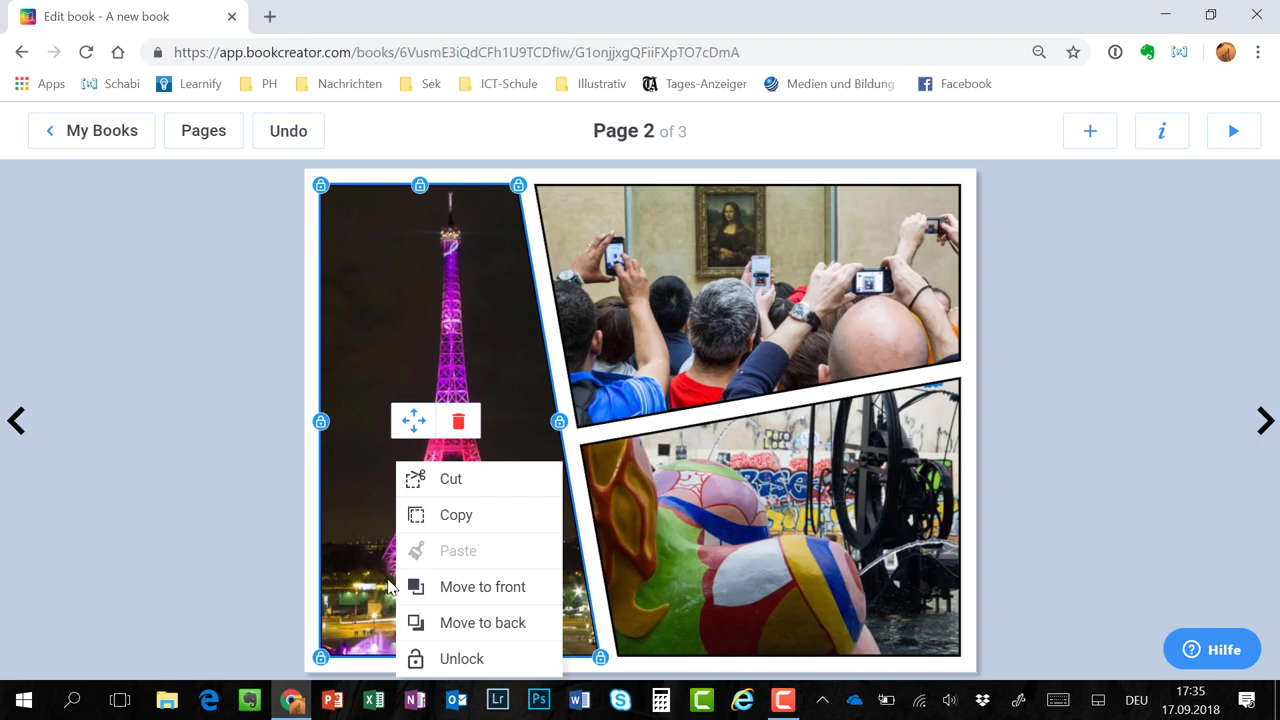 Edit book - A new book
https://app.bookcreator.com/books/6VusmE3iQdCFh1U9TCDflw/G1onjjxgQFiiFXpTO7cDmA
Apps Schabi Learnify PH Nachrichten Sek ICT-Schule Illustrativ Tages-Anzeiger Medien und Bildung Facebook
My Books Pages Undo Page 2 of 3
Cut
Copy
Paste
Move to front
Move to back
Unlock
Hilfe
DEU
17:35
17.09.2018